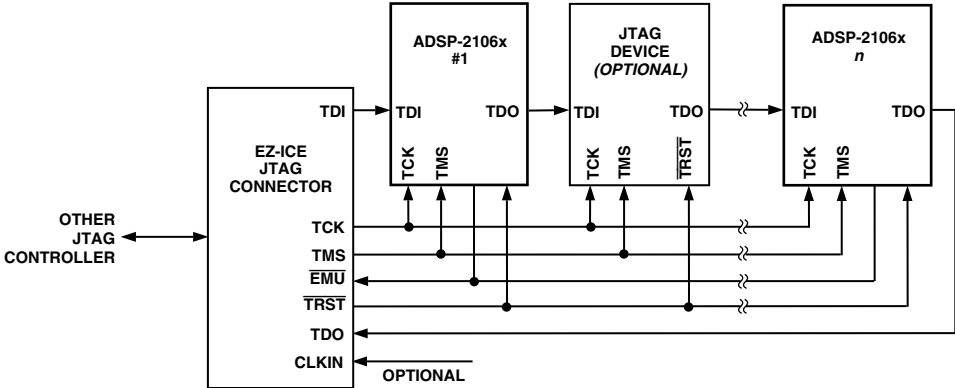 ADSP-2106x
#1
JTAG
DEVICE
(OPTIONAL)
ADSP-2106x
n
TDI
TDI
TDO
TDI
TDO
TDI
TDO
EZ-ICE
JTAG
CONNECTOR
TCK
TMS
TCK
TMS
TRST
TCK
TMS
OTHER
JTAG
CONTROLLER
TCK
TMS
EMU
TRST
TDO
CLKIN
OPTIONAL